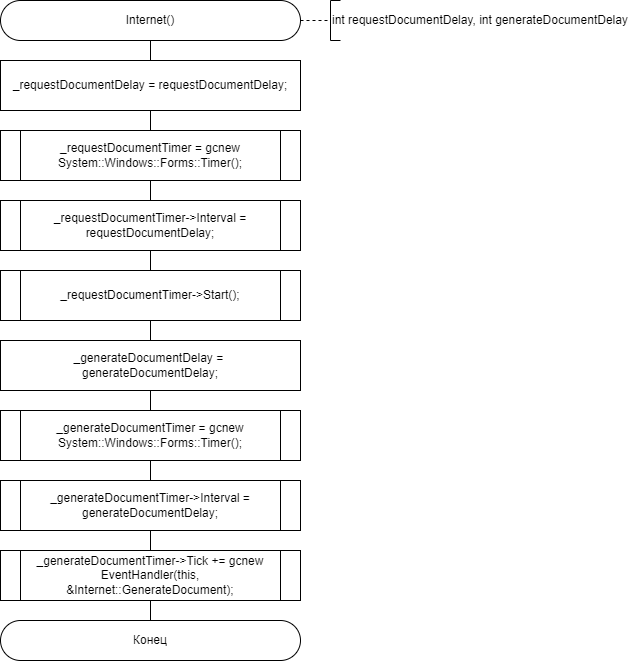 Internet()
int requestDocumentDelay, int generateDocumentDelay
_requestDocumentDelay = requestDocumentDelay;
_requestDocumentTimer = gcnew
System::Windows::Forms::Timer();
_requestDocumentTimer->Interval =
requestDocumentDelay;
_requestDocumentTimer->Start();
_generateDocumentDelay =
generateDocumentDelay;
_generateDocumentTimer = gcnew
System::Windows::Forms::Timer();
_generateDocumentTimer->Interval =
generateDocumentDelay;
_generateDocumentTimer->Tick += gcnew
EventHandler(this,
&Internet::GenerateDocument);
Конец